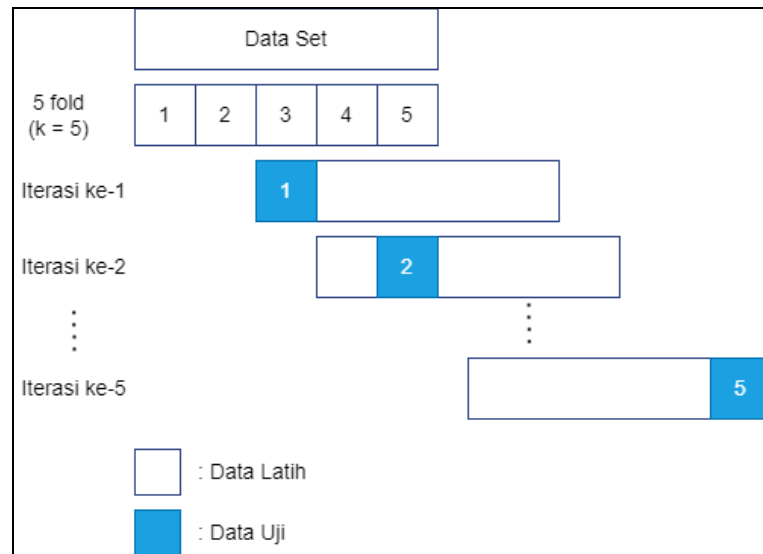 Data Set
5 fold
(k = 5)
1 2 3 4 5
Iterasi ke-1
1
Iterasi ke-2
2
Iterasi ke-5
5
: Data Latih
: Data Uji